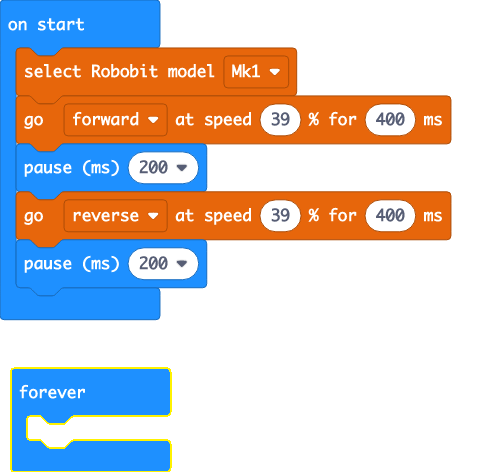 on start
select Robobit model Mk1
go forward at speed 39 % for 400 ms
pause (ms) 200
go reverse at speed 39 % for 400 ms
pause (ms) 200
forever